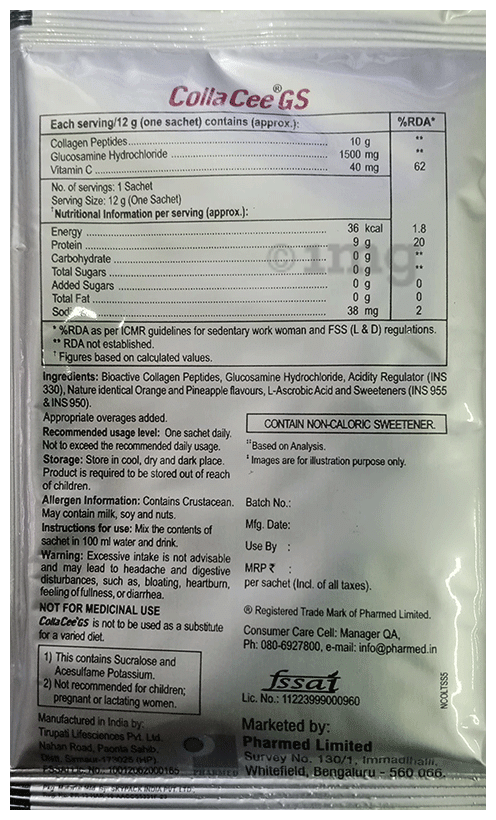 CollaCee® GS
Each serving/12 g (one sachet) contains (approx.): %RDA*
Collagen Peptides 10 g **
Glucosamine Hydrochloride 1500 mg **
Vitamin C 40 mg 62
No. of servings: 1 Sachet
Serving Size: 12 g (One Sachet)
†Nutritional Information per serving (approx.):
Energy 36 kcal 1.8
Protein 9 g 20
Carbohydrate 0 g **
Total Sugars 0 g **
Added Sugars 0 g 0
Total Fat 0 g 0
38 mg 2
* %RDA as per ICMR guidelines for sedentary work woman and FSS (L & D) regulations.
** RDA not established.
† Figures based on calculated values.
Ingredients: Bioactive Collagen Peptides, Glucosamine Hydrochloride, Acidity Regulator (INS
330), Nature identical Orange and Pineapple flavours, L-Ascorbic Acid and Sweeteners (INS 955
& INS 950).
Appropriate overages added.
Recommended usage level: One sachet daily.
Not to exceed the recommended daily usage.
Storage: Store in cool, dry and dark place.
Product is required to be stored out of reach
of children.
Allergen Information: Contains Crustacean.
May contain milk, soy and nuts.
Instructions for use: Mix the contents of
sachet in 100 ml water and drink.
Warning: Excessive intake is not advisable
and may lead to headache and digestive
disturbances, such as, bloating, heartburn,
feeling of fullness, or diarrhea.
NOT FOR MEDICINAL USE
CollaCee® GS is not to be used as a substitute
for a varied diet.
1) This contains Sucralose and
Acesulfame Potassium.
2) Not recommended for children;
pregnant or lactating women.
Manufactured in India by:
Tirupati Lifesciences Pvt. Ltd.
Nahan Road, Paonta Sahib,
Dist. Sirmaur-173025 (HP).
FSSAI Lic. No.: 10012062000165
CONTAIN NON-CALORIC SWEETENER.
‡‡Based on Analysis.
‡ Images are for illustration purpose only.
Batch No.:
Mfg. Date:
Use By :
MRP ₹ :
per sachet (Incl. of all taxes).
® Registered Trade Mark of Pharmed Limited.
Consumer Care Cell: Manager QA,
Ph: 080-6927800, e-mail: info@pharmed.in
fssai
Lic. No.: 11223999000960
NCOLTSS5
Marketed by:
Pharmed Limited
Survey No. 130/1, Immadihalli,
Whitefield, Bengaluru - 560 066.
PHARMED
©1mg